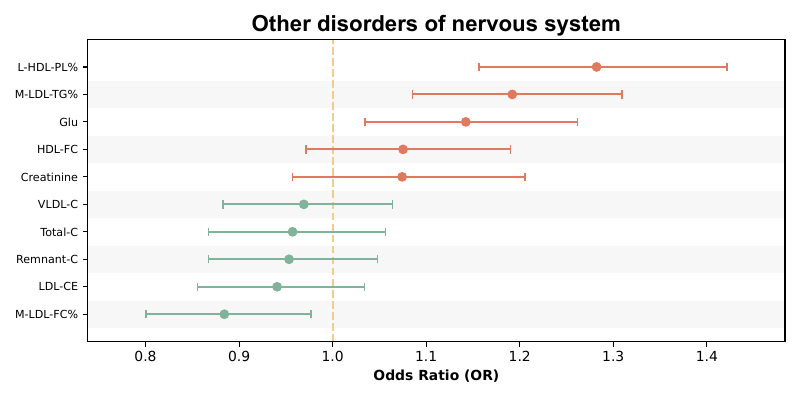 Other disorders of nervous system
L-HDL-PL%
M-LDL-TG%
Glu
HDL-FC
Creatinine
VLDL-C
Total-C
Remnant-C
LDL-CE
M-LDL-FC%
0.8 0.9 1.0 1.1 1.2 1.3 1.4
Odds Ratio (OR)